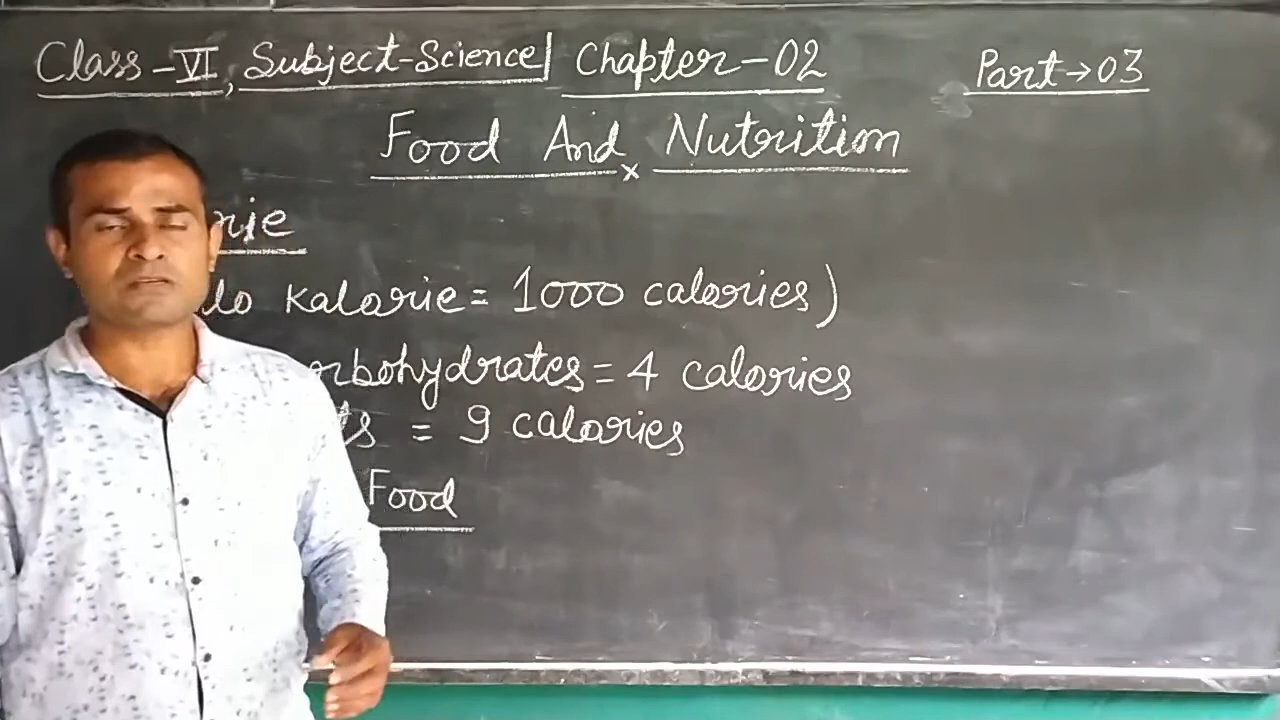 Class-VI, Subject-Science| Chapter-02
Part→03
Food And Nutrition
rie
lo Kalorie = 1000 calories)
rbohydrates = 4 calories
ts = 9 calories
Food